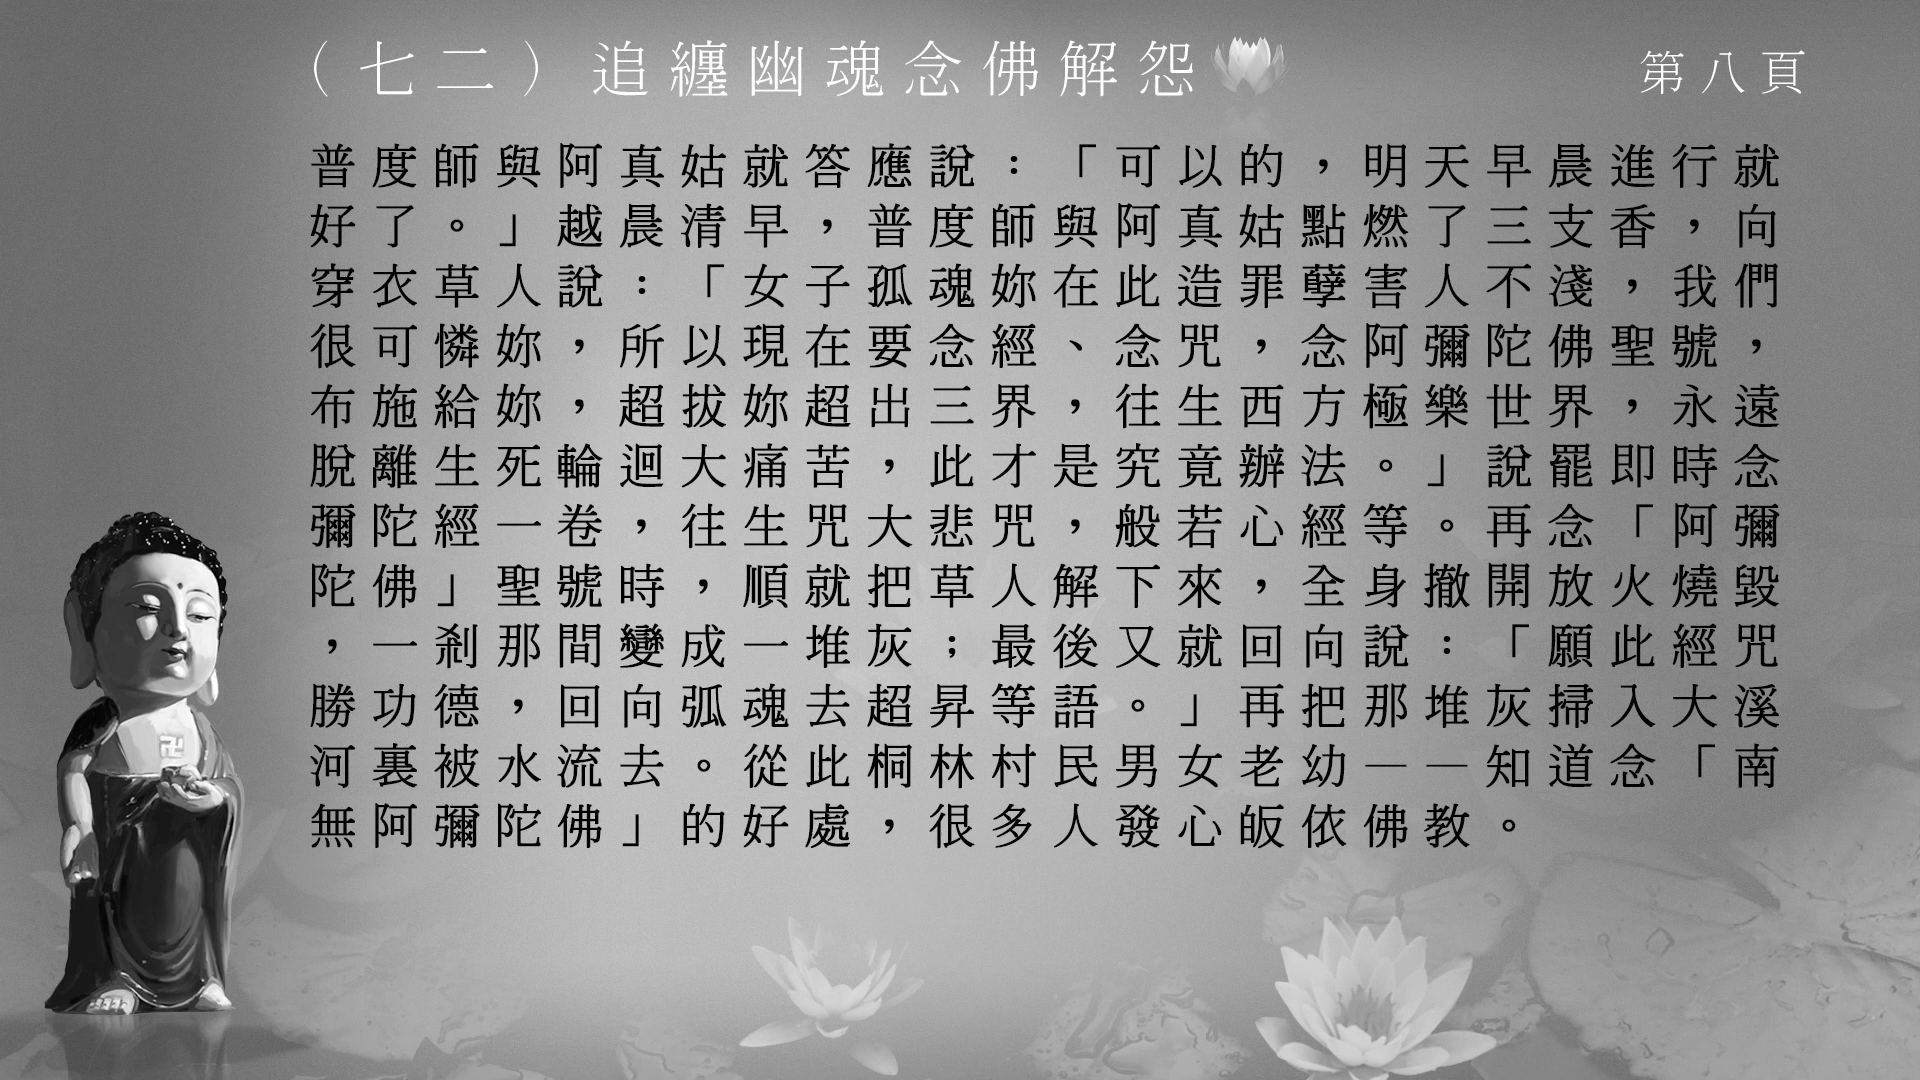 （七二）追纏幽魂念佛解怨
第八頁
普度師與阿真姑就答應說：「可以的，明天早晨進行就
好了。」越晨清早，普度師與阿真姑點燃了三支香，向
穿衣草人說：「女子孤魂妳在此造罪孽害人不淺，我們
很可憐妳，所以現在要念經、念咒，念阿彌陀佛聖號，
布施給妳，超拔妳超出三界，往生西方極樂世界，永遠
脫離生死輪迴大痛苦，此才是究竟辦法。」說罷即時念
彌陀經一卷，往生咒大悲咒，般若心經等。再念「阿彌
陀佛」聖號時，順就把草人解下來，全身撤開放火燒毀
，一剎那間變成一堆灰；最後又就回向說：「願此經咒
勝功德，回向弧魂去超昇等語。」再把那堆灰掃入大溪
河裏被水流去。從此桐林村民男女老幼一一知道念「南
無阿彌陀佛」的好處，很多人發心皈依佛教。
卍